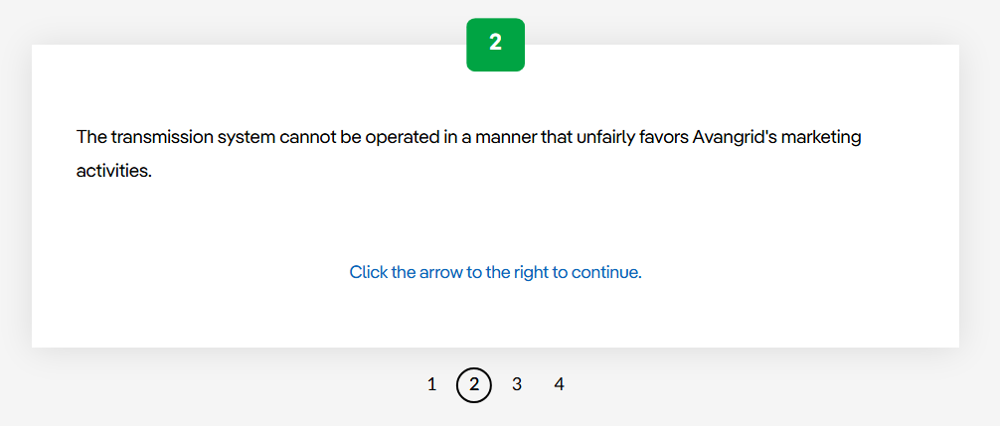 2
The transmission system cannot be operated in a manner that unfairly favors Avangrid's marketing
activities.
Click the arrow to the right to continue.
1 2 3 4